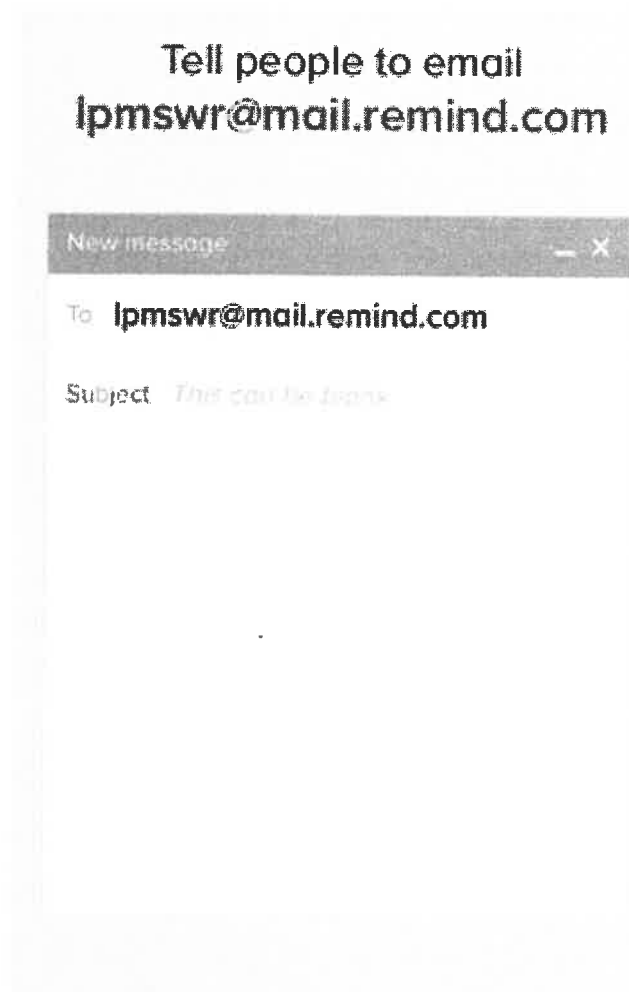 Tell people to email
lpmswr@mail.remind.com
New message
To lpmswr@mail.remind.com
Subject This can be blank